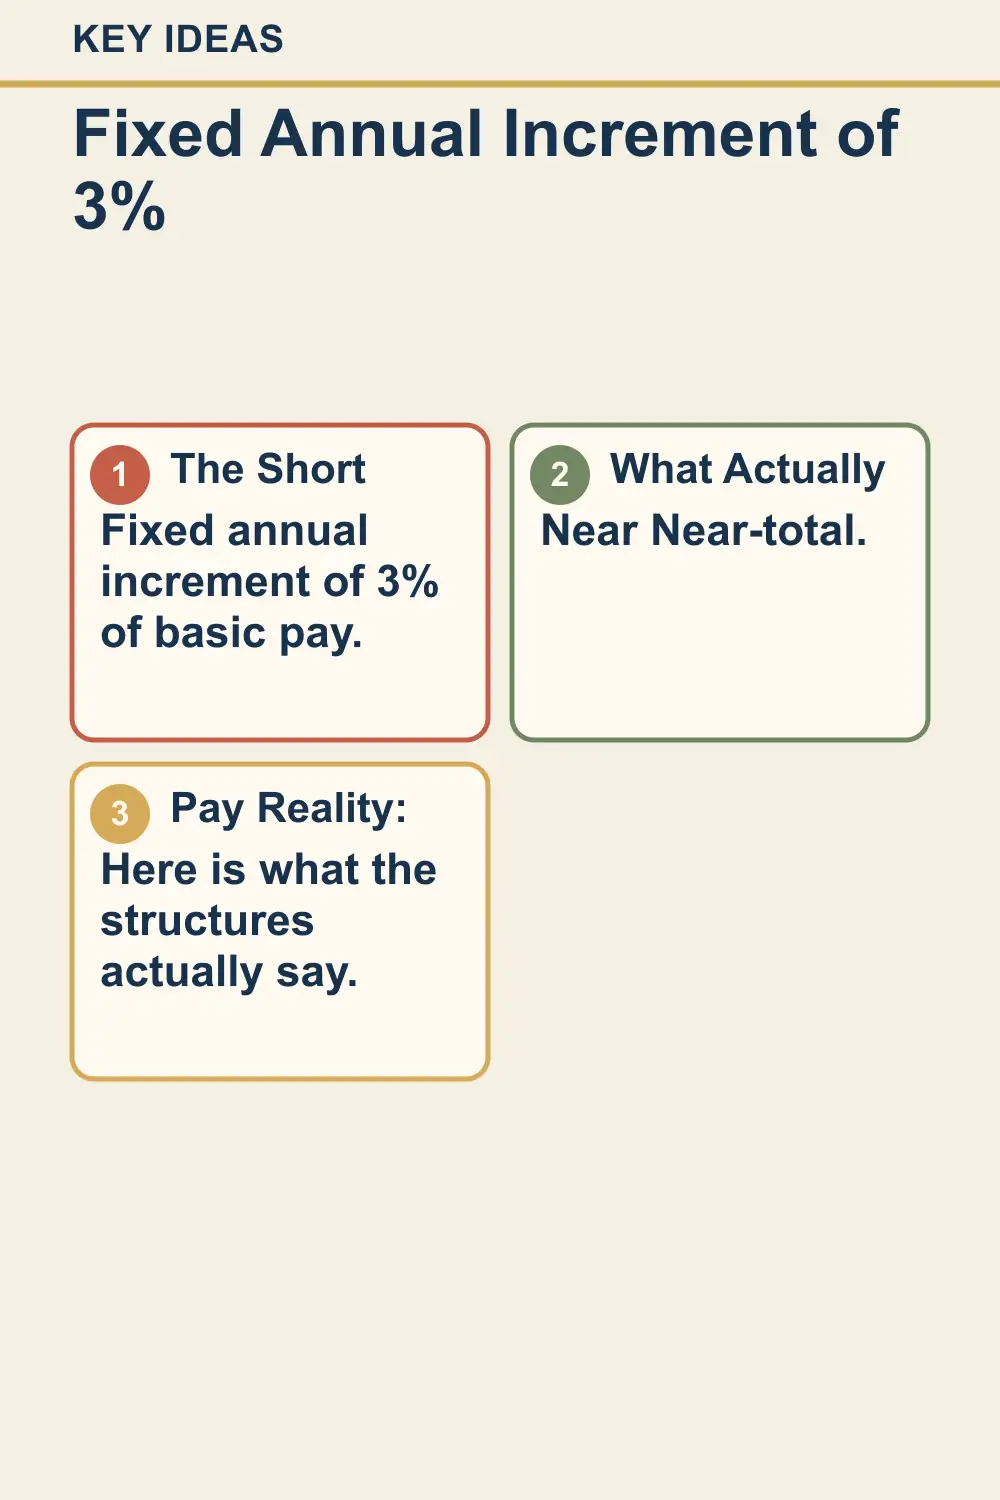 KEY IDEAS
Fixed Annual Increment of
3%
1 The Short
Fixed annual
increment of 3%
of basic pay.
2 What Actually
Near Near-total.
3 Pay Reality:
Here is what the
structures
actually say.